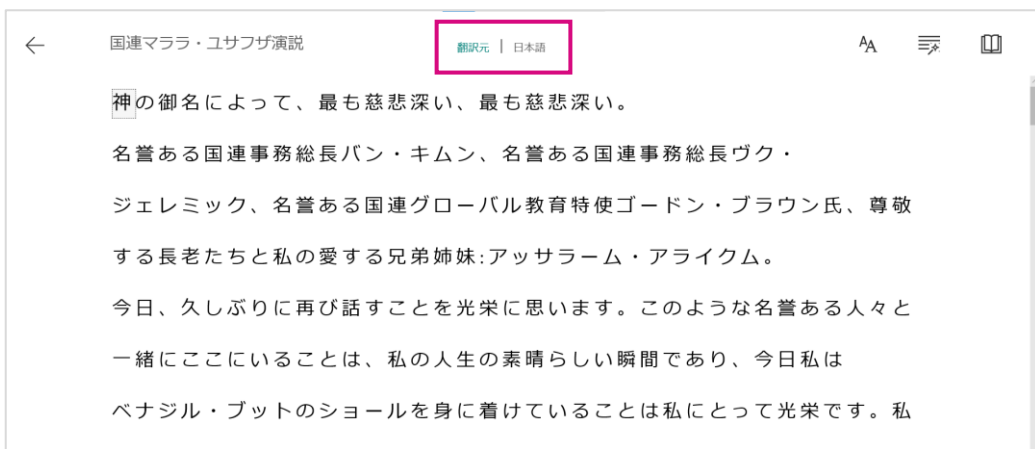 国連マララ・ユサフザ演説
翻訳元 | 日本語
AA
神の御名によって、最も慈悲深い、最も慈悲深い。
名誉ある国連事務総長バン・キムン、名誉ある国連事務総長ヴク・
ジェレミック、名誉ある国連グローバル教育特使ゴードン・ブラウン氏、尊敬
する長老たちと私の愛する兄弟姉妹:アッサラーム・アライクム。
今日、久しぶりに再び話すことを光栄に思います。このような名誉ある人々と
一緒にここにいることは、私の人生の素晴らしい瞬間であり、今日私は
ベナジル・ブットのショールを身に着けていることは私にとって光栄です。私